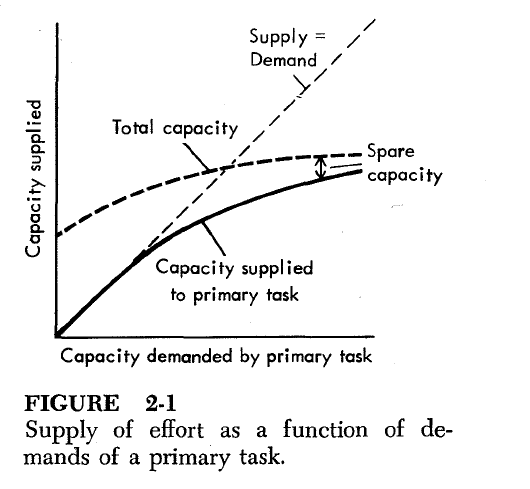 Supply =
Demand
Total capacity
Spare
capacity
Capacity supplied
Capacity supplied
to primary task
Capacity demanded by primary task
FIGURE 2-1
Supply of effort as a function of de-
mands of a primary task.